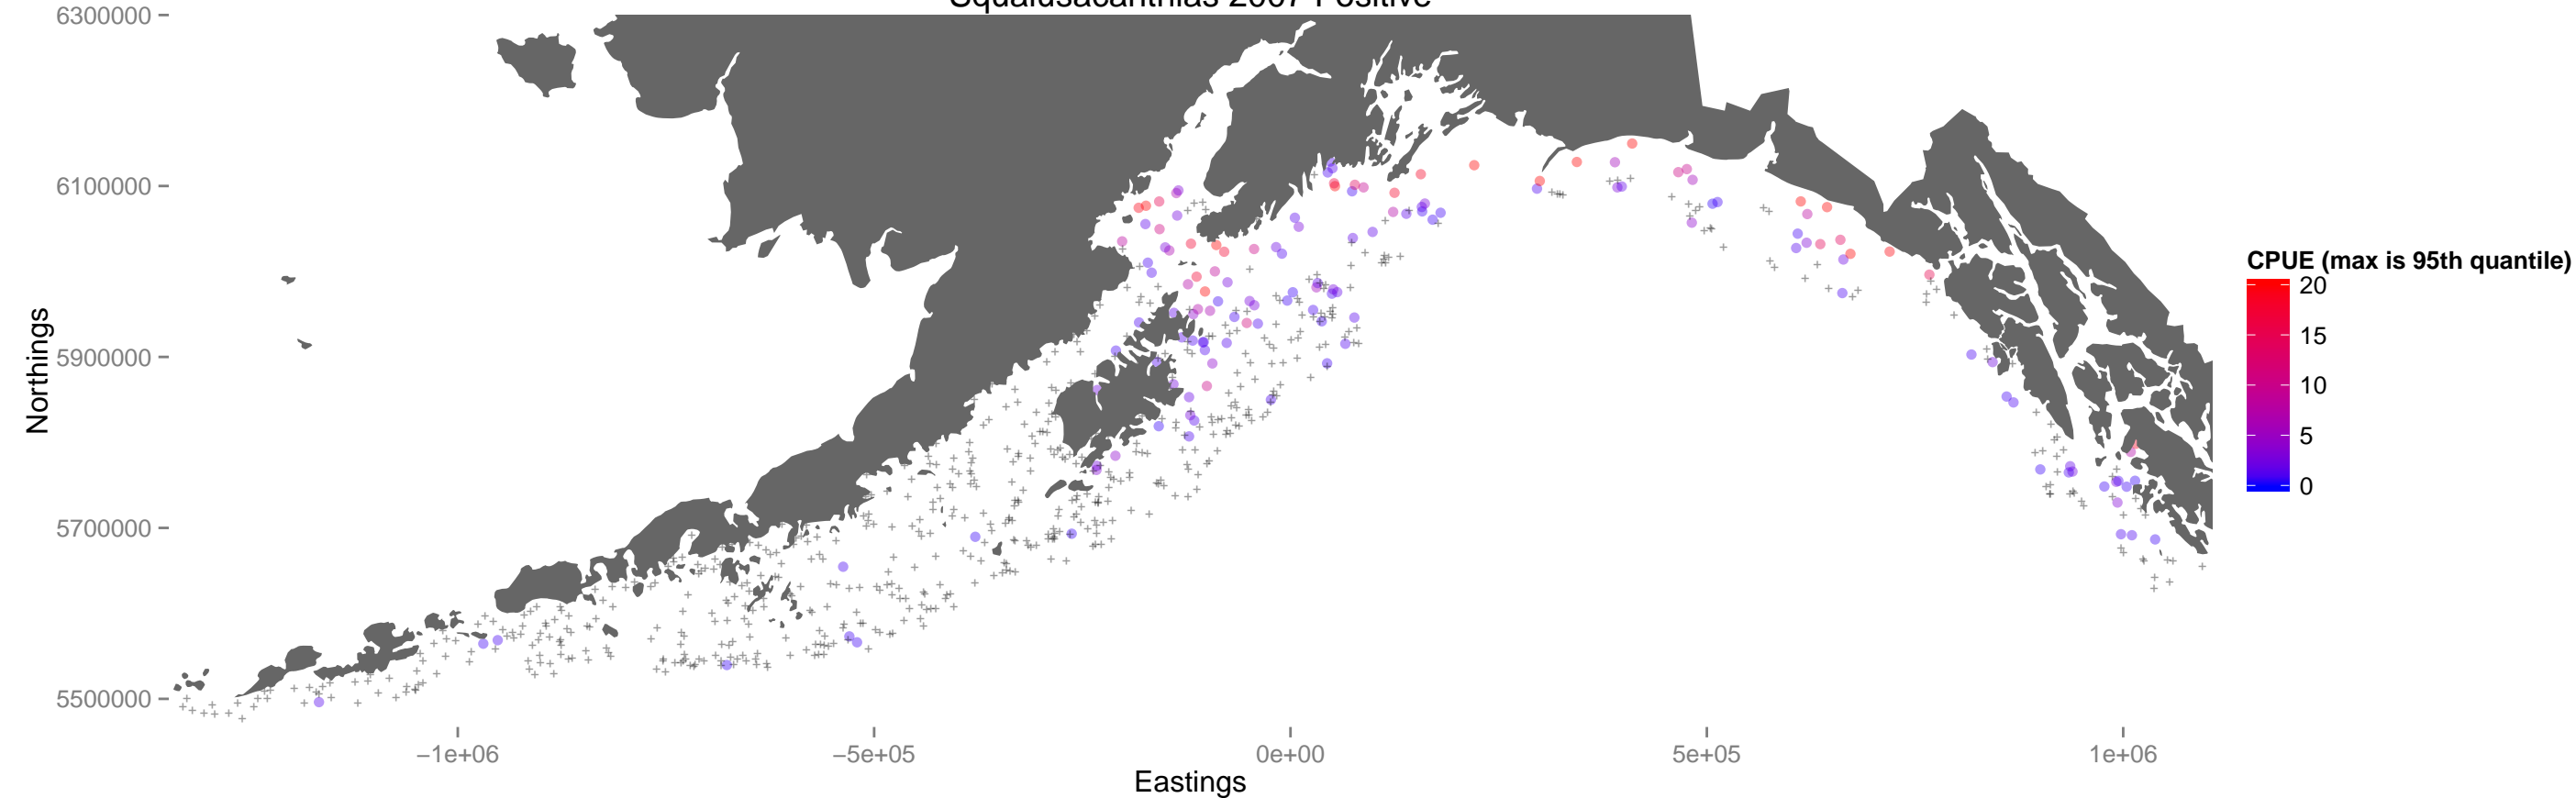 Squalusacanthias 2007 Positive
6300000
6100000
5900000
5700000
5500000
Northings
−1e+06
−5e+05
0e+00
5e+05
1e+06
Eastings
CPUE (max is 95th quantile)
20
15
10
5
0